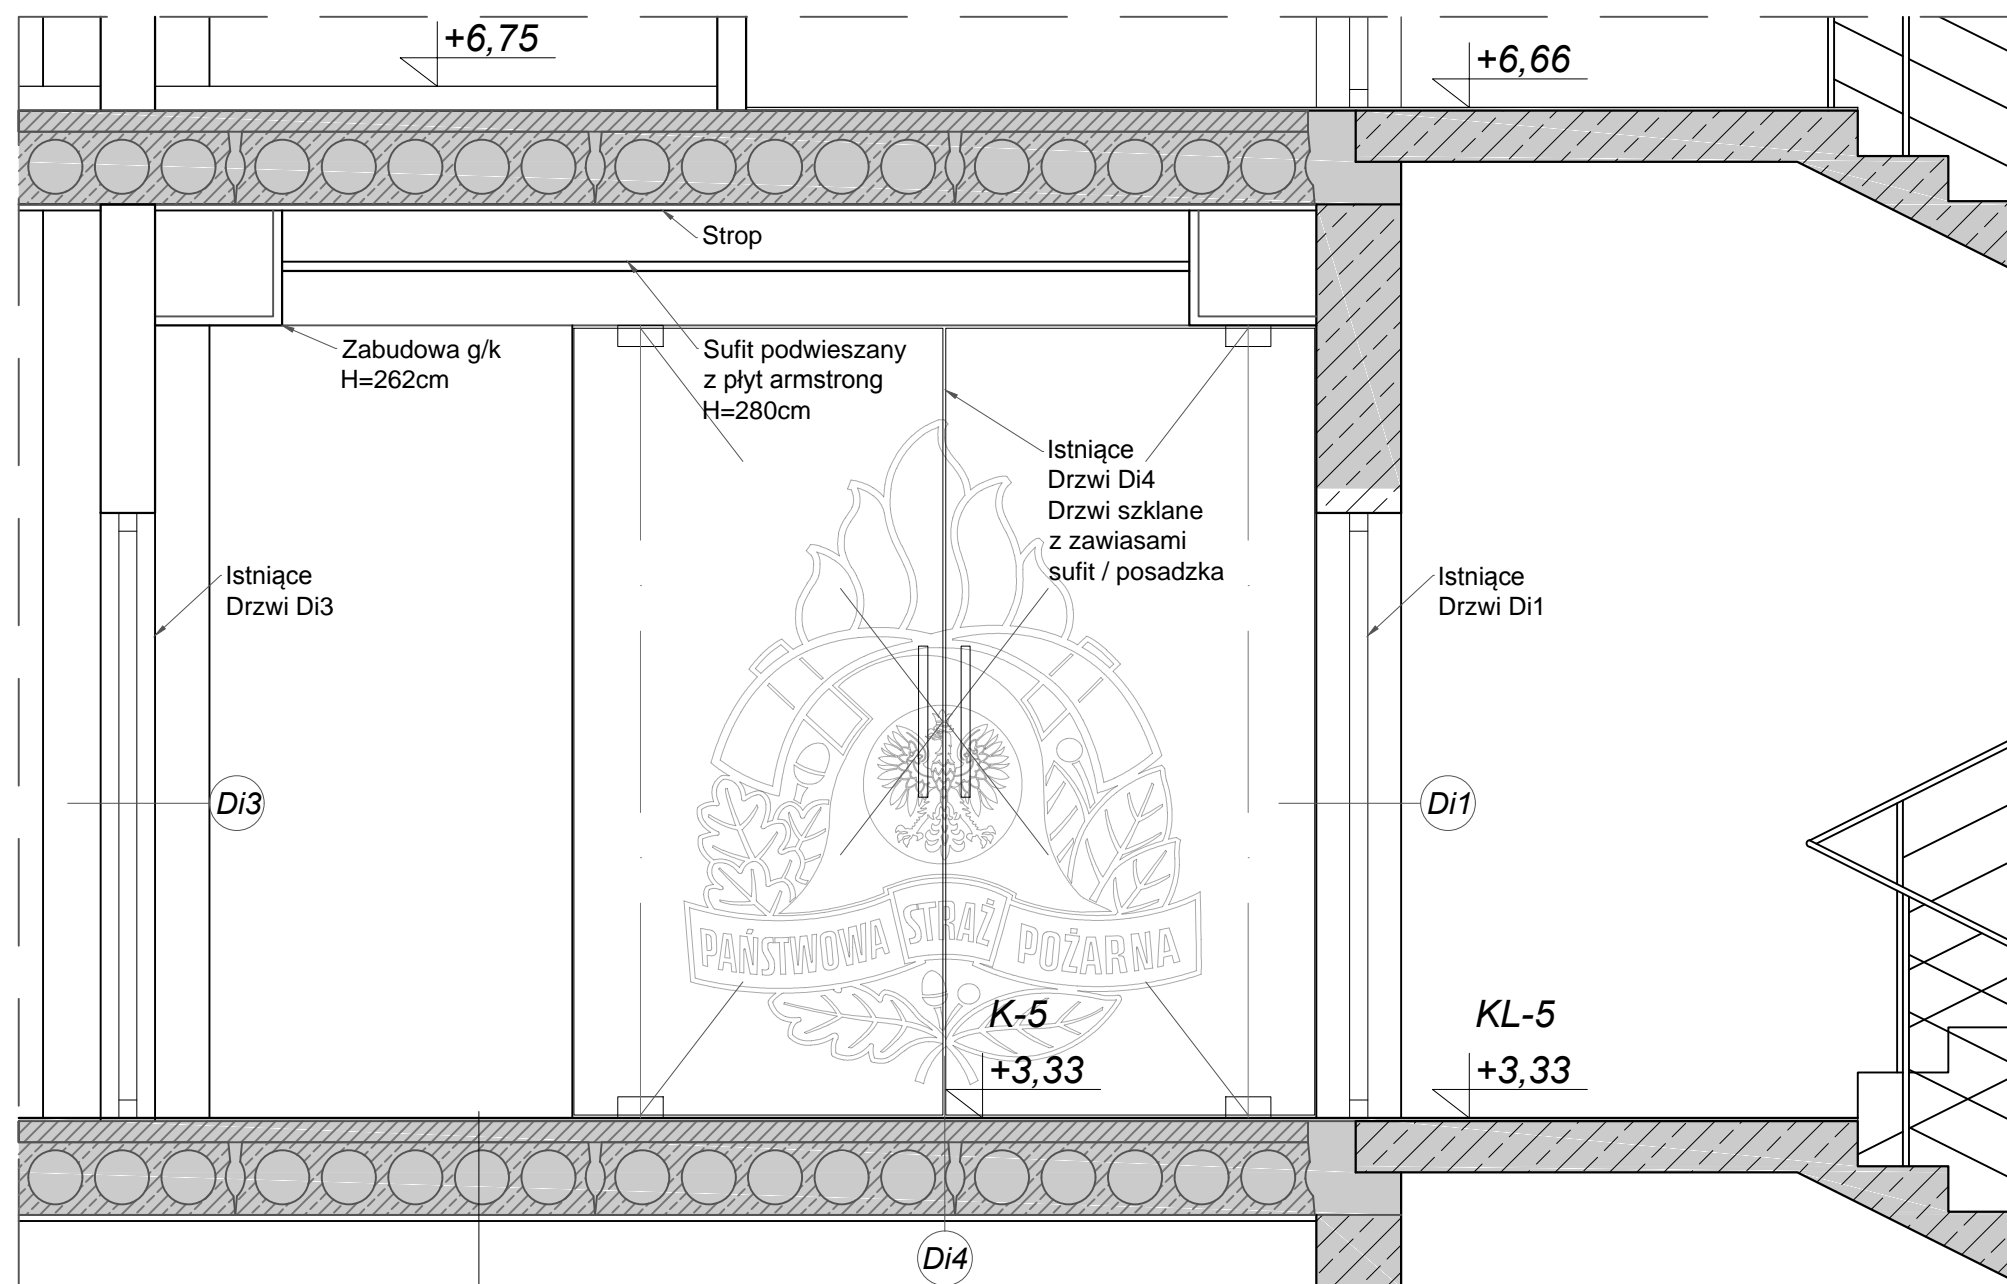 +6,75
+6,66
Strop
Zabudowa g/k
H=262cm
Sufit podwieszany
z płyt armstrong
H=280cm
Istniące
Drzwi Di4
Drzwi szklane
z zawiasami
sufit / posadzka
Istniące
Drzwi Di3
Istniące
Drzwi Di1
Di3
Di1
PAŃSTWOWA STRAŻ POŻARNA
K-5
+3,33
KL-5
+3,33
Di4